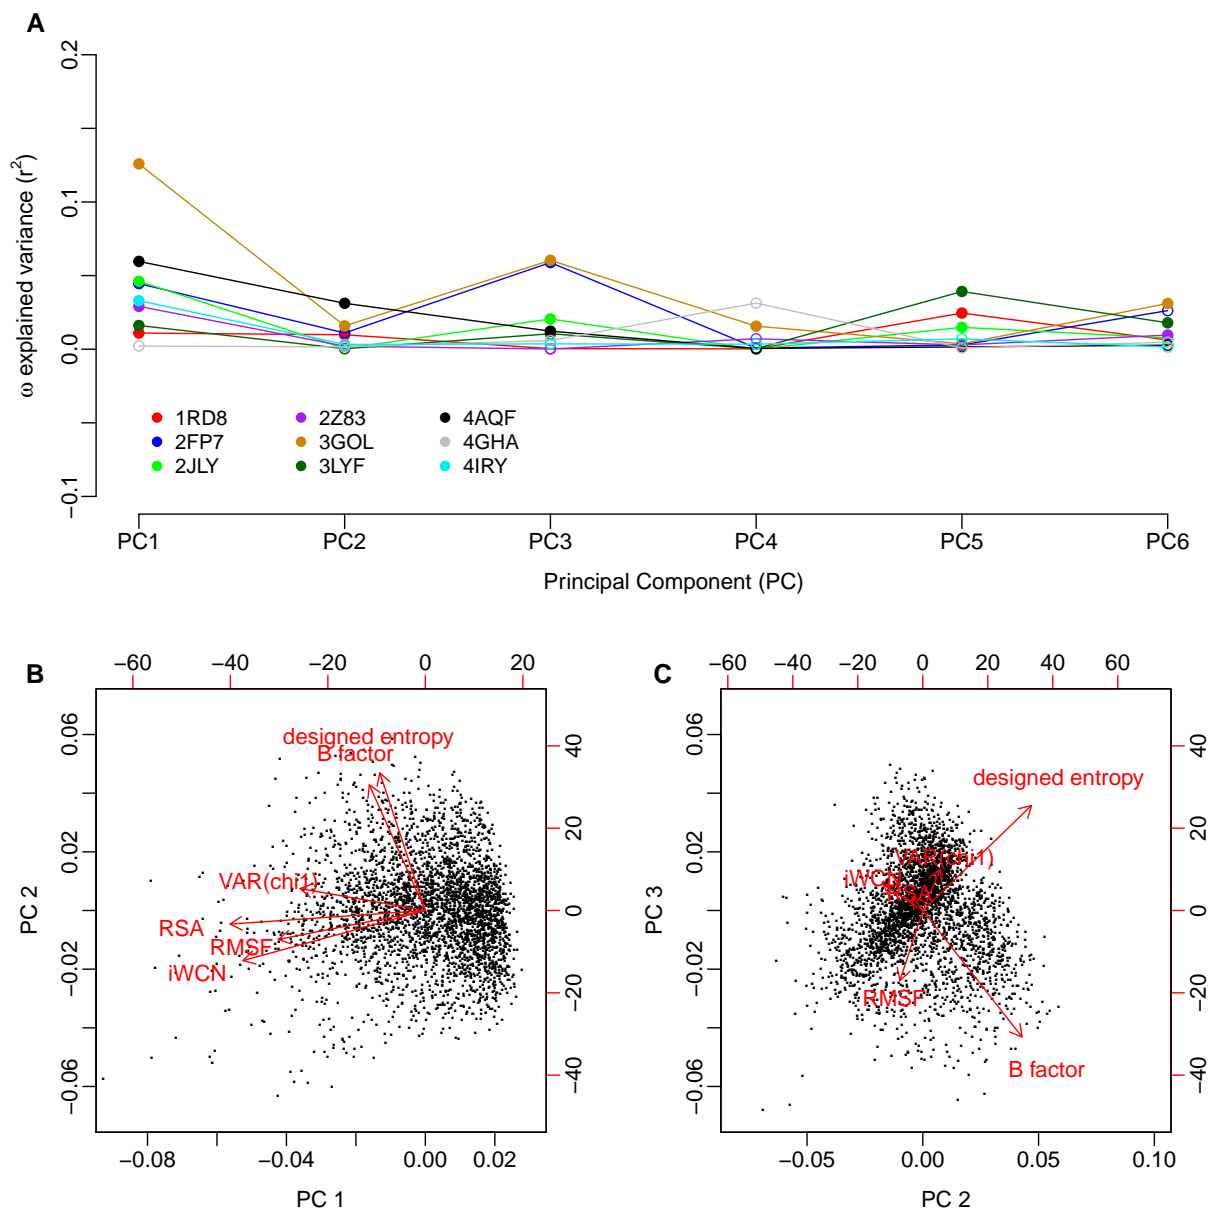 A
ω explained variance (r²)
0.2
0.1
0.0
−0.1
1RD8 2Z83 4AQF
2FP7 3GOL 4GHA
2JLY 3LYF 4IRY
PC1 PC2 PC3 PC4 PC5 PC6
Principal Component (PC)
B
−60 −40 −20 0 20
PC 2
0.06
0.02
−0.02
−0.06
40
20
0
−20
−40
designed entropy
B factor
VAR(chi1)
RSA
RMSF
iWCN
−0.08 −0.04 0.00 0.02
PC 1
C
−60 −20 0 20 40 60
PC 3
0.06
0.02
−0.02
−0.06
40
20
0
−20
−40
designed entropy
VAR(chi1)
iWCN
RSA
RMSF
B factor
−0.05 0.00 0.05 0.10
PC 2